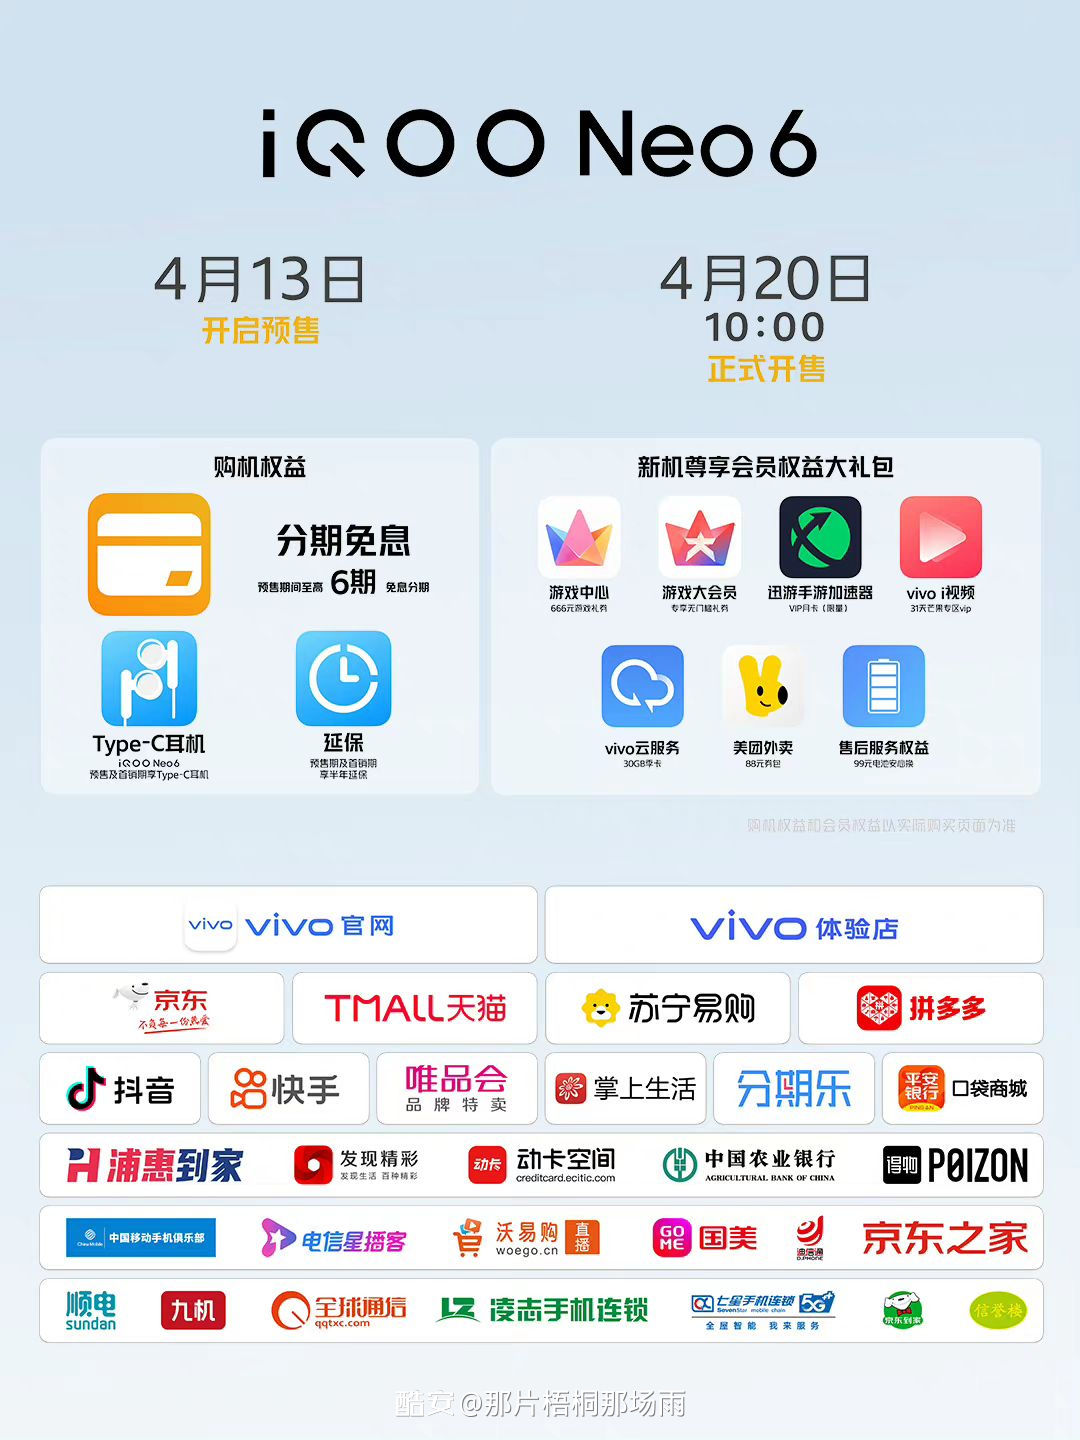 iQOO Neo6
4月13日
开启预售
4月20日
10:00
正式开售
购机权益
分期免息
预售期间至高 6期 免息分期
Type-C耳机
iQOO Neo6
预售及首销期享Type-C耳机
延保
预售期及首销期
享半年延保
新机尊享会员权益大礼包
游戏中心
666元游戏礼券
游戏大会员
专享无门槛礼券
迅游手游加速器
VIP月卡（限量）
vivo i视频
31天芒果专区vip
vivo云服务
30GB季卡
美团外卖
88元券包
售后服务权益
99元电池安心换
购机权益和会员权益以实际购买页面为准
vivo vivo 官网
vivo 体验店
京东
不负每一份热爱
TMALL天猫
苏宁易购
拼 拼多多
抖音
快手
唯品会
品牌特卖
掌上生活
分期乐
平安银行 PINGAN 口袋商城
浦惠到家
发现精彩
发现生活 百种精彩
动卡 动卡空间
creditcard.ecitic.com
中国农业银行
AGRICULTURAL BANK OF CHINA
得物 POIZON
China Mobile 中国移动手机俱乐部
电信星播客
沃易购 直播
woego.cn
GOME 国美
迪信通
D.PHONE
京东之家
顺电
sundan
九机
全球通信
qqtxc.com
凌志手机连锁
七星手机连锁 5G
SevenStar mobile chain
全屋智能 我来服务
京东到家
信誉楼
酷安 @那片梧桐那场雨